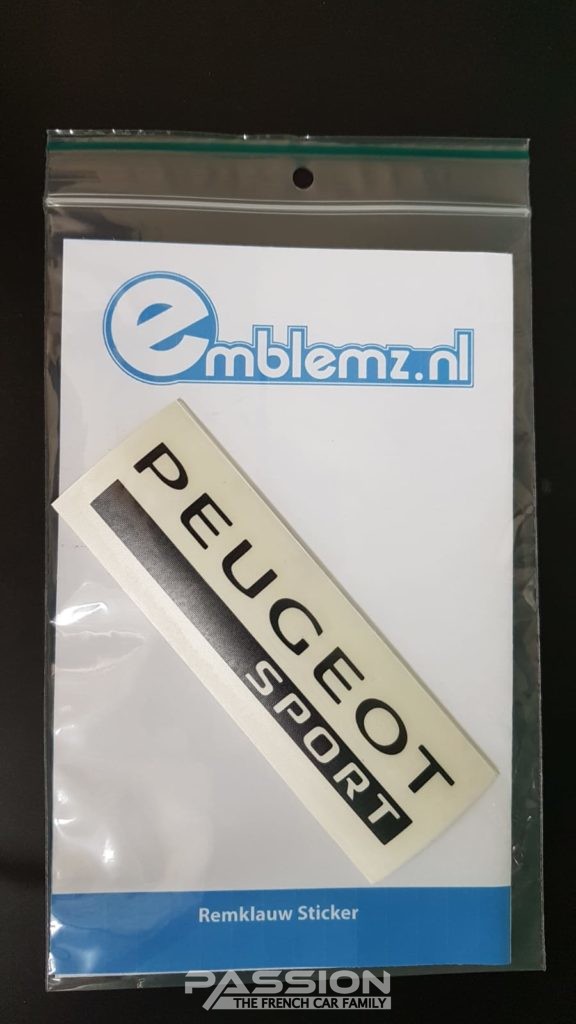 emblemz.nl
PEUGEOT
SPORT
Remklauw Sticker
PASSION
THE FRENCH CAR FAMILY